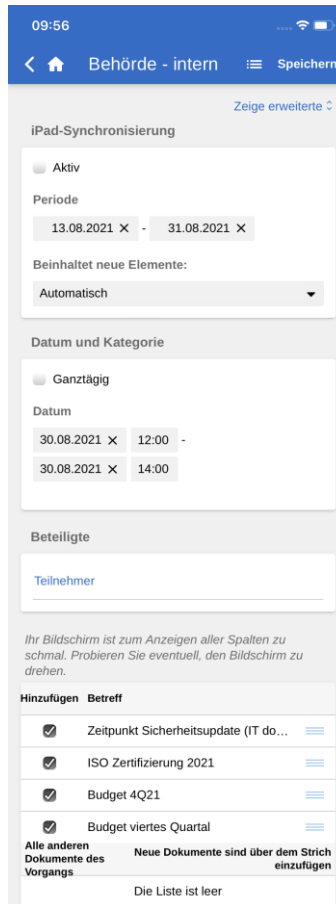 09:56
Behörde - intern
Speichern
Zeige erweiterte
iPad-Synchronisierung
Aktiv
Periode
13.08.2021 × - 31.08.2021 ×
Beinhaltet neue Elemente:
Automatisch
Datum und Kategorie
Ganztägig
Datum
30.08.2021 × 12:00 -
30.08.2021 × 14:00
Beteiligte
Teilnehmer
Ihr Bildschirm ist zum Anzeigen aller Spalten zu
schmal. Probieren Sie eventuell, den Bildschirm zu
drehen.
Hinzufügen Betreff
Zeitpunkt Sicherheitsupdate (IT do...
ISO Zertifizierung 2021
Budget 4Q21
Budget viertes Quartal
Alle anderen
Dokumente des
Vorgangs
Neue Dokumente sind über dem Strich
einzufügen
Die Liste ist leer